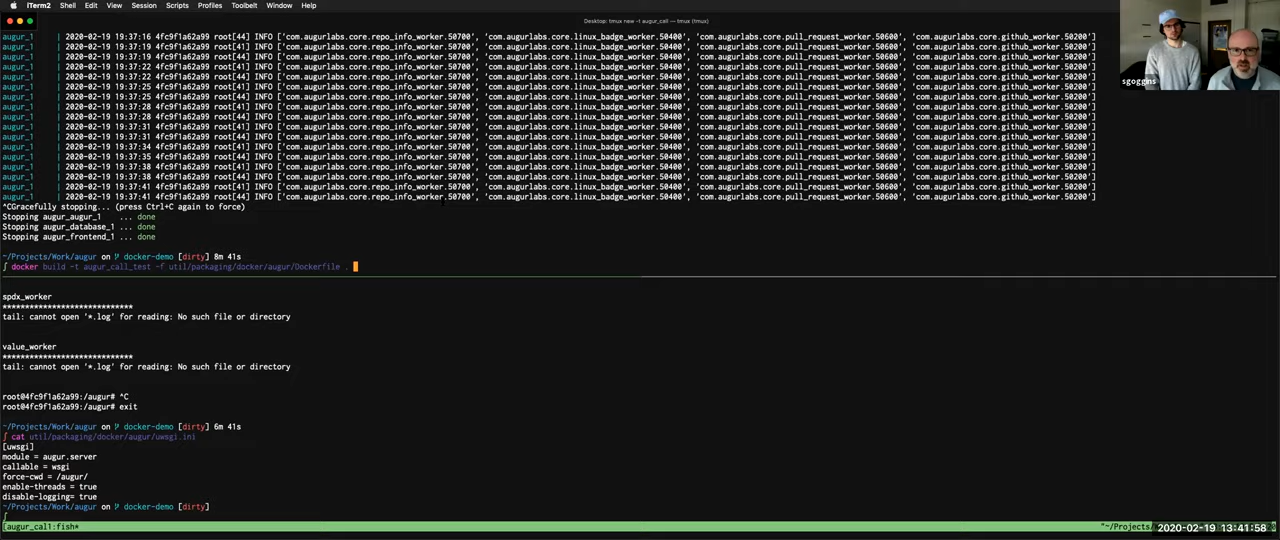 iTerm2 Shell Edit View Session Scripts Profiles Toolbelt Window Help
Desktop: tmux new -t augur_call — tmux (tmux)
augur_1 | 2020-02-19 19:37:16 4fc9f1a62a99 root[44] INFO ['com.augurlabs.core.repo_info_worker.50700', 'com.augurlabs.core.linux_badge_worker.50400', 'com.augurlabs.core.pull_request_worker.50600', 'com.augurlabs.core.github_worker.50200']
augur_1 | 2020-02-19 19:37:19 4fc9f1a62a99 root[41] INFO ['com.augurlabs.core.repo_info_worker.50700', 'com.augurlabs.core.linux_badge_worker.50400', 'com.augurlabs.core.pull_request_worker.50600', 'com.augurlabs.core.github_worker.50200']
augur_1 | 2020-02-19 19:37:19 4fc9f1a62a99 root[44] INFO ['com.augurlabs.core.repo_info_worker.50700', 'com.augurlabs.core.linux_badge_worker.50400', 'com.augurlabs.core.pull_request_worker.50600', 'com.augurlabs.core.github_worker.50200']
augur_1 | 2020-02-19 19:37:22 4fc9f1a62a99 root[41] INFO ['com.augurlabs.core.repo_info_worker.50700', 'com.augurlabs.core.linux_badge_worker.50400', 'com.augurlabs.core.pull_request_worker.50600', 'com.augurlabs.core.github_worker.50200']
augur_1 | 2020-02-19 19:37:22 4fc9f1a62a99 root[44] INFO ['com.augurlabs.core.repo_info_worker.50700', 'com.augurlabs.core.linux_badge_worker.50400', 'com.augurlabs.core.pull_request_worker.50600', 'com.augurlabs.core.github_worker.50200']
augur_1 | 2020-02-19 19:37:25 4fc9f1a62a99 root[41] INFO ['com.augurlabs.core.repo_info_worker.50700', 'com.augurlabs.core.linux_badge_worker.50400', 'com.augurlabs.core.pull_request_worker.50600', 'com.augurlabs.core.github_worker.50200']
augur_1 | 2020-02-19 19:37:25 4fc9f1a62a99 root[44] INFO ['com.augurlabs.core.repo_info_worker.50700', 'com.augurlabs.core.linux_badge_worker.50400', 'com.augurlabs.core.pull_request_worker.50600', 'com.augurlabs.core.github_worker.50200']
augur_1 | 2020-02-19 19:37:28 4fc9f1a62a99 root[41] INFO ['com.augurlabs.core.repo_info_worker.50700', 'com.augurlabs.core.linux_badge_worker.50400', 'com.augurlabs.core.pull_request_worker.50600', 'com.augurlabs.core.github_worker.50200']
augur_1 | 2020-02-19 19:37:28 4fc9f1a62a99 root[44] INFO ['com.augurlabs.core.repo_info_worker.50700', 'com.augurlabs.core.linux_badge_worker.50400', 'com.augurlabs.core.pull_request_worker.50600', 'com.augurlabs.core.github_worker.50200']
augur_1 | 2020-02-19 19:37:31 4fc9f1a62a99 root[44] INFO ['com.augurlabs.core.repo_info_worker.50700', 'com.augurlabs.core.linux_badge_worker.50400', 'com.augurlabs.core.pull_request_worker.50600', 'com.augurlabs.core.github_worker.50200']
augur_1 | 2020-02-19 19:37:31 4fc9f1a62a99 root[41] INFO ['com.augurlabs.core.repo_info_worker.50700', 'com.augurlabs.core.linux_badge_worker.50400', 'com.augurlabs.core.pull_request_worker.50600', 'com.augurlabs.core.github_worker.50200']
augur_1 | 2020-02-19 19:37:34 4fc9f1a62a99 root[41] INFO ['com.augurlabs.core.repo_info_worker.50700', 'com.augurlabs.core.linux_badge_worker.50400', 'com.augurlabs.core.pull_request_worker.50600', 'com.augurlabs.core.github_worker.50200']
augur_1 | 2020-02-19 19:37:35 4fc9f1a62a99 root[44] INFO ['com.augurlabs.core.repo_info_worker.50700', 'com.augurlabs.core.linux_badge_worker.50400', 'com.augurlabs.core.pull_request_worker.50600', 'com.augurlabs.core.github_worker.50200']
augur_1 | 2020-02-19 19:37:38 4fc9f1a62a99 root[41] INFO ['com.augurlabs.core.repo_info_worker.50700', 'com.augurlabs.core.linux_badge_worker.50400', 'com.augurlabs.core.pull_request_worker.50600', 'com.augurlabs.core.github_worker.50200']
augur_1 | 2020-02-19 19:37:38 4fc9f1a62a99 root[44] INFO ['com.augurlabs.core.repo_info_worker.50700', 'com.augurlabs.core.linux_badge_worker.50400', 'com.augurlabs.core.pull_request_worker.50600', 'com.augurlabs.core.github_worker.50200']
augur_1 | 2020-02-19 19:37:41 4fc9f1a62a99 root[44] INFO ['com.augurlabs.core.repo_info_worker.50700', 'com.augurlabs.core.linux_badge_worker.50400', 'com.augurlabs.core.pull_request_worker.50600', 'com.augurlabs.core.github_worker.50200']
augur_1 | 2020-02-19 19:37:41 4fc9f1a62a99 root[41] INFO ['com.augurlabs.core.repo_info_worker.50700', 'com.augurlabs.core.linux_badge_worker.50400', 'com.augurlabs.core.pull_request_worker.50600', 'com.augurlabs.core.github_worker.50200']
^CGracefully stopping... (press Ctrl+C again to force)
Stopping augur_augur_1 ... done
Stopping augur_database_1 ... done
Stopping augur_frontend_1 ... done
~/Projects/Work/augur on docker-demo [dirty] 8m 41s
∫ docker build -t augur_call_test -f util/packaging/docker/augur/Dockerfile .
spdx_worker
*****************************
tail: cannot open '*.log' for reading: No such file or directory
value_worker
*****************************
tail: cannot open '*.log' for reading: No such file or directory
root@4fc9f1a62a99:/augur# ^C
root@4fc9f1a62a99:/augur# exit
~/Projects/Work/augur on docker-demo [dirty] 6m 41s
∫ cat util/packaging/docker/augur/uwsgi.ini
[uwsgi]
module = augur.server
callable = wsgi
force-cwd = /augur/
enable-threads = true
disable-logging= true
~/Projects/Work/augur on docker-demo [dirty]
∫
[augur_cal1:fish* "~/Projects/ 2020-02-19 13:41:58
sgoggins